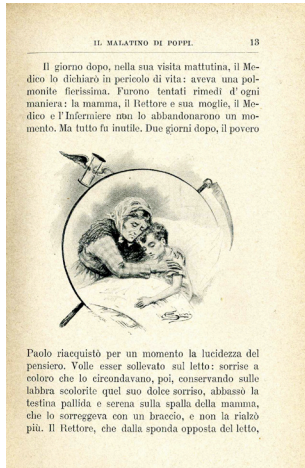 IL MALATINO DI POPPI. 13
Il giorno dopo, nella sua visita mattutina, il Me-
dico lo dichiarò in pericolo di vita: aveva una pol-
monite fierissima. Furono tentati rimedî d'ogni
maniera: la mamma, il Rettore e sua moglie, il Me-
dico e l'Infermiere non lo abbandonarono un mo-
mento. Ma tutto fu inutile. Due giorni dopo, il povero
Paolo riacquistò per un momento la lucidezza del
pensiero. Volle esser sollevato sul letto: sorrise a
coloro che lo circondavano, poi, conservando sulle
labbra scolorite quel suo dolce sorriso, abbassò la
testina pallida e serena sulla spalla della mamma,
che lo sorreggeva con un braccio, e non la rialzò
più. Il Rettore, che dalla sponda opposta del letto,